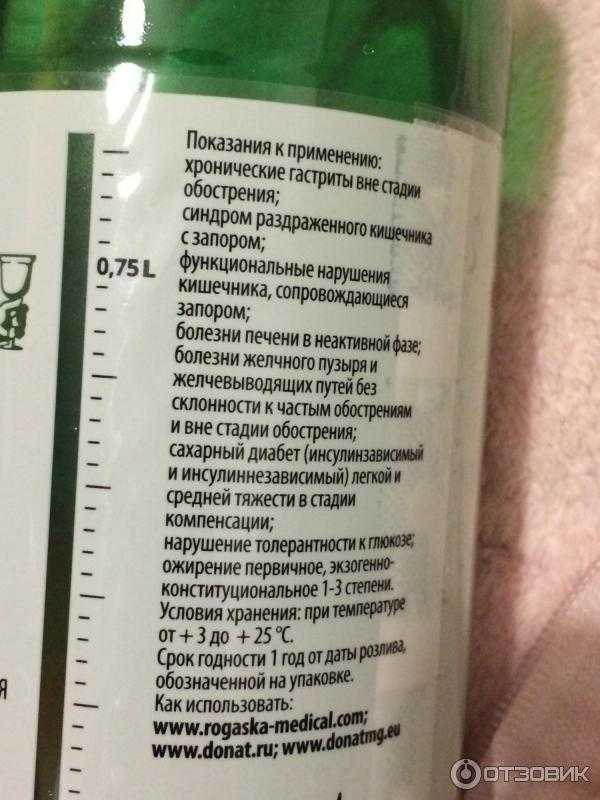 Показания к применению:
хронические гастриты вне стадии
обострения;
синдром раздраженного кишечника
с запором;
0,75 L
функциональные нарушения
кишечника, сопровождающиеся
запором;
болезни печени в неактивной фазе;
болезни желчного пузыря и
желчевыводящих путей без
склонности к частым обострениям
и вне стадии обострения;
сахарный диабет (инсулинзависимый
и инсулиннезависимый) легкой и
средней тяжести в стадии
компенсации;
нарушение толерантности к глюкозе;
ожирение первичное, экзогенно-
конституциональное 1-3 степени.
Условия хранения: при температуре
от + 3 до + 25 °C.
Срок годности 1 год от даты розлива,
обозначенной на упаковке.
Как использовать:
www.rogaska-medical.com;
www.donat.ru; www.donatmg.eu
я
ОТЗОВИК